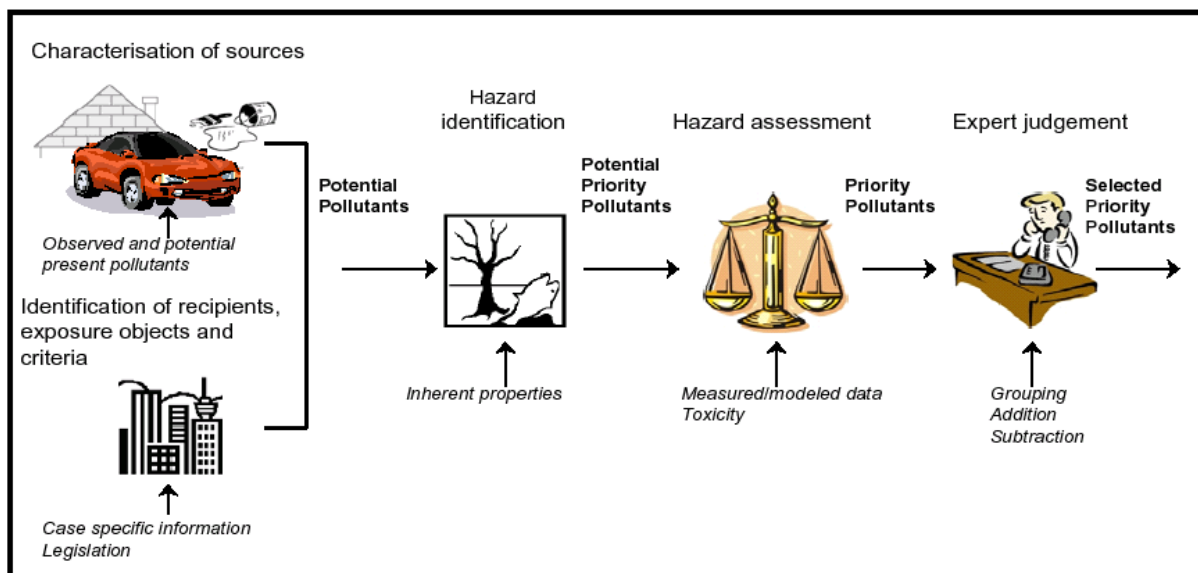 Characterisation of sources
Observed and potential
present pollutants
Identification of recipients,
exposure objects and
criteria
Case specific information
Legislation
Potential
Pollutants
Hazard
identification
Inherent properties
Potential
Priority
Pollutants
Hazard assessment
Measured/modeled data
Toxicity
Priority
Pollutants
Expert judgement
Grouping
Addition
Subtraction
Selected
Priority
Pollutants